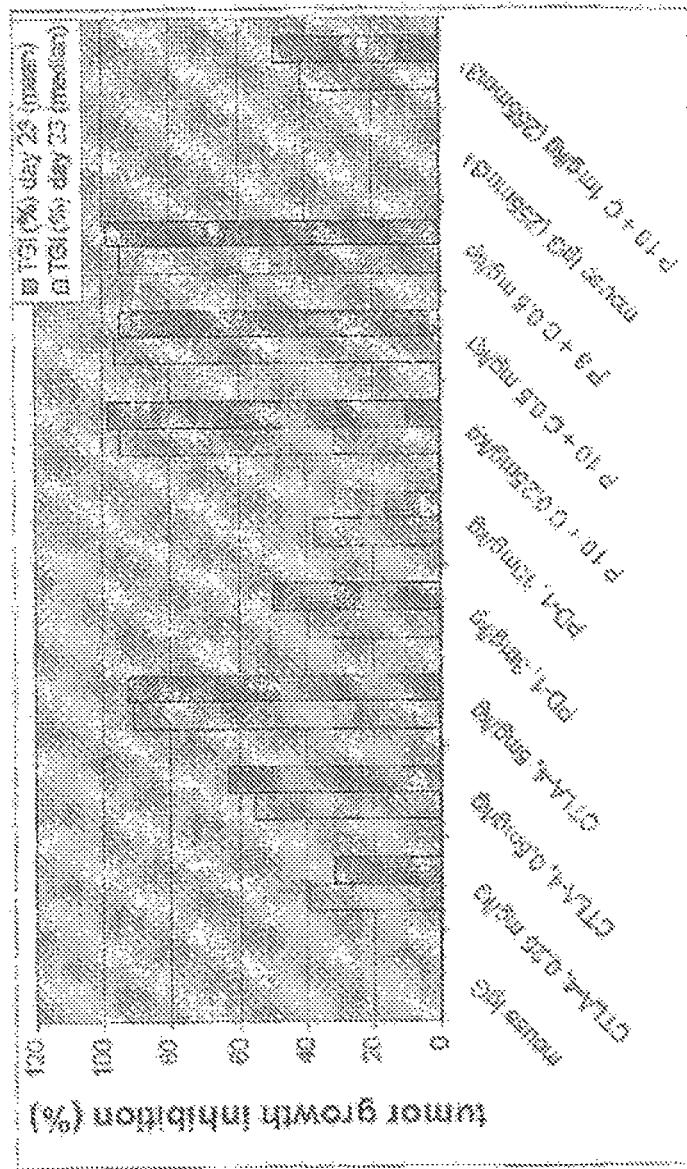 TGI (%) day 23 (mean)
TGI (%) day 23 (median)
tumor growth inhibition (%)
120
100
80
60
40
20
0
mouse IgG
CTLA-4, 0.25 mg/kg
CTLA-4, 0.5mg/kg
CTLA-4, 5mg/kg
PD-1, 3mg/kg
PD-1, 10mg/kg
P 10 + C mg/kg
P 10 + C 0.5 mg/kg
P 3 + C 0.5 mg/kg
mouse IgG
P 10 + C 1mg/kg